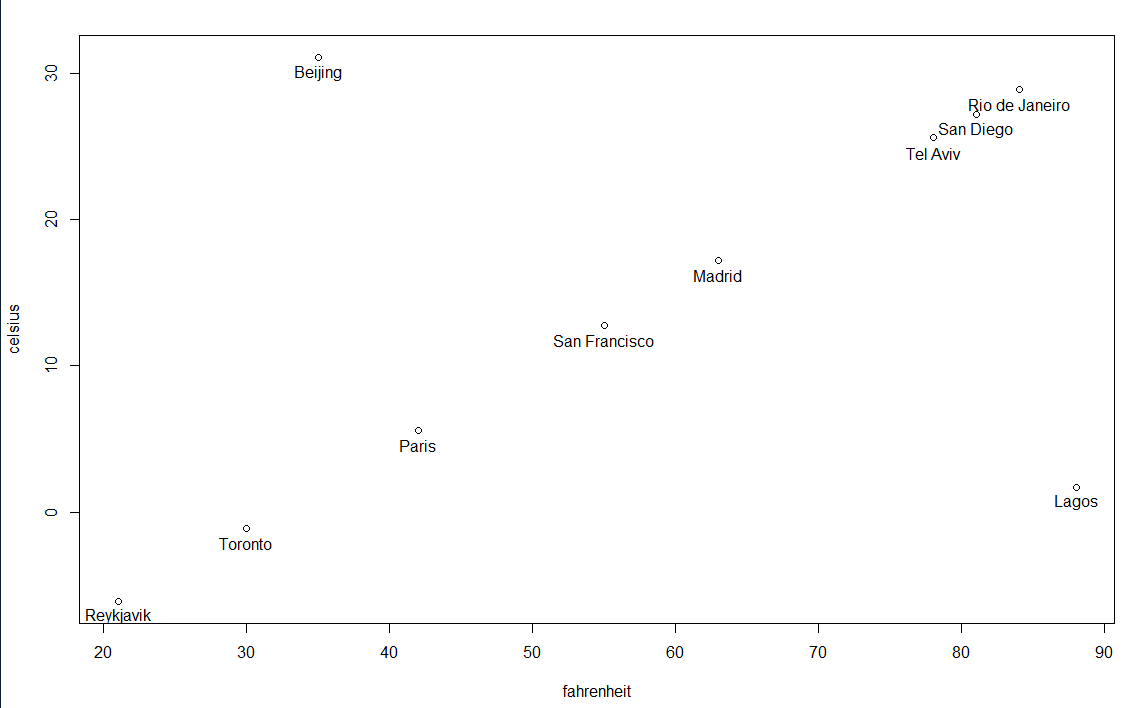 30
Beijing
Rio de Janeiro
San Diego
Tel Aviv
20
Madrid
celsius
San Francisco
10
Paris
Lagos
0
Toronto
Reykjavik
20 30 40 50 60 70 80 90
fahrenheit